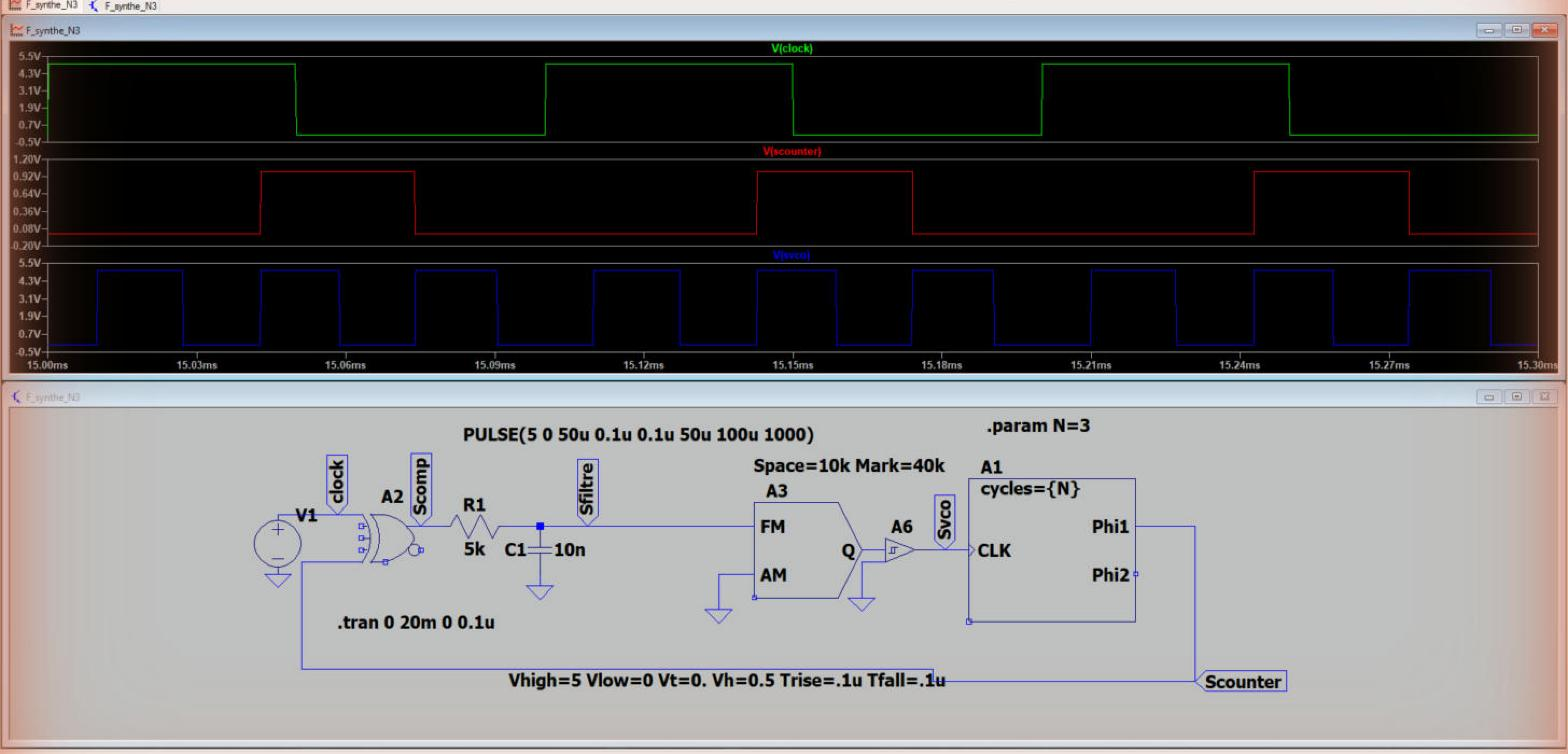 F_synthe_N3 F_synthe_N3
F_synthe_N3
V(clock)
5.5V
4.3V
3.1V
1.9V
0.7V
-0.5V
V(scounter)
1.20V
0.92V
0.64V
0.36V
0.08V
-0.20V
V(svco)
5.5V
4.3V
3.1V
1.9V
0.7V
-0.5V
15.00ms 15.03ms 15.06ms 15.09ms 15.12ms 15.15ms 15.18ms 15.21ms 15.24ms 15.27ms 15.30ms
F_synthe_N3
PULSE(5 0 50u 0.1u 0.1u 50u 100u 1000)
.param N=3
Space=10k Mark=40k
A1
cycles={N}
clock
V1
A2
Scomp
R1
5k
C1
10n
Sfiltre
A3
FM
AM
Q
A6
Svco
CLK
Phi1
Phi2
.tran 0 20m 0 0.1u
Vhigh=5 Vlow=0 Vt=0. Vh=0.5 Trise=.1u Tfall=.1u
Scounter